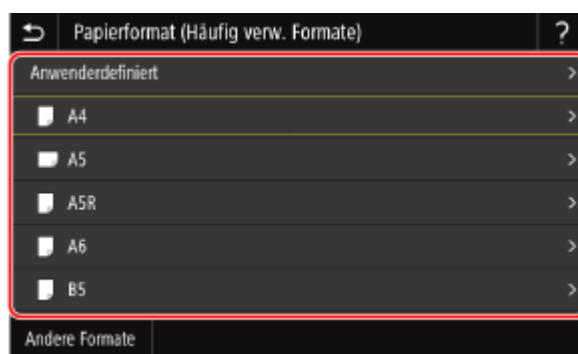 Papierformat (Häufig verw. Formate) ?
Anwenderdefiniert
A4
A5
A5R
A6
B5
Andere Formate